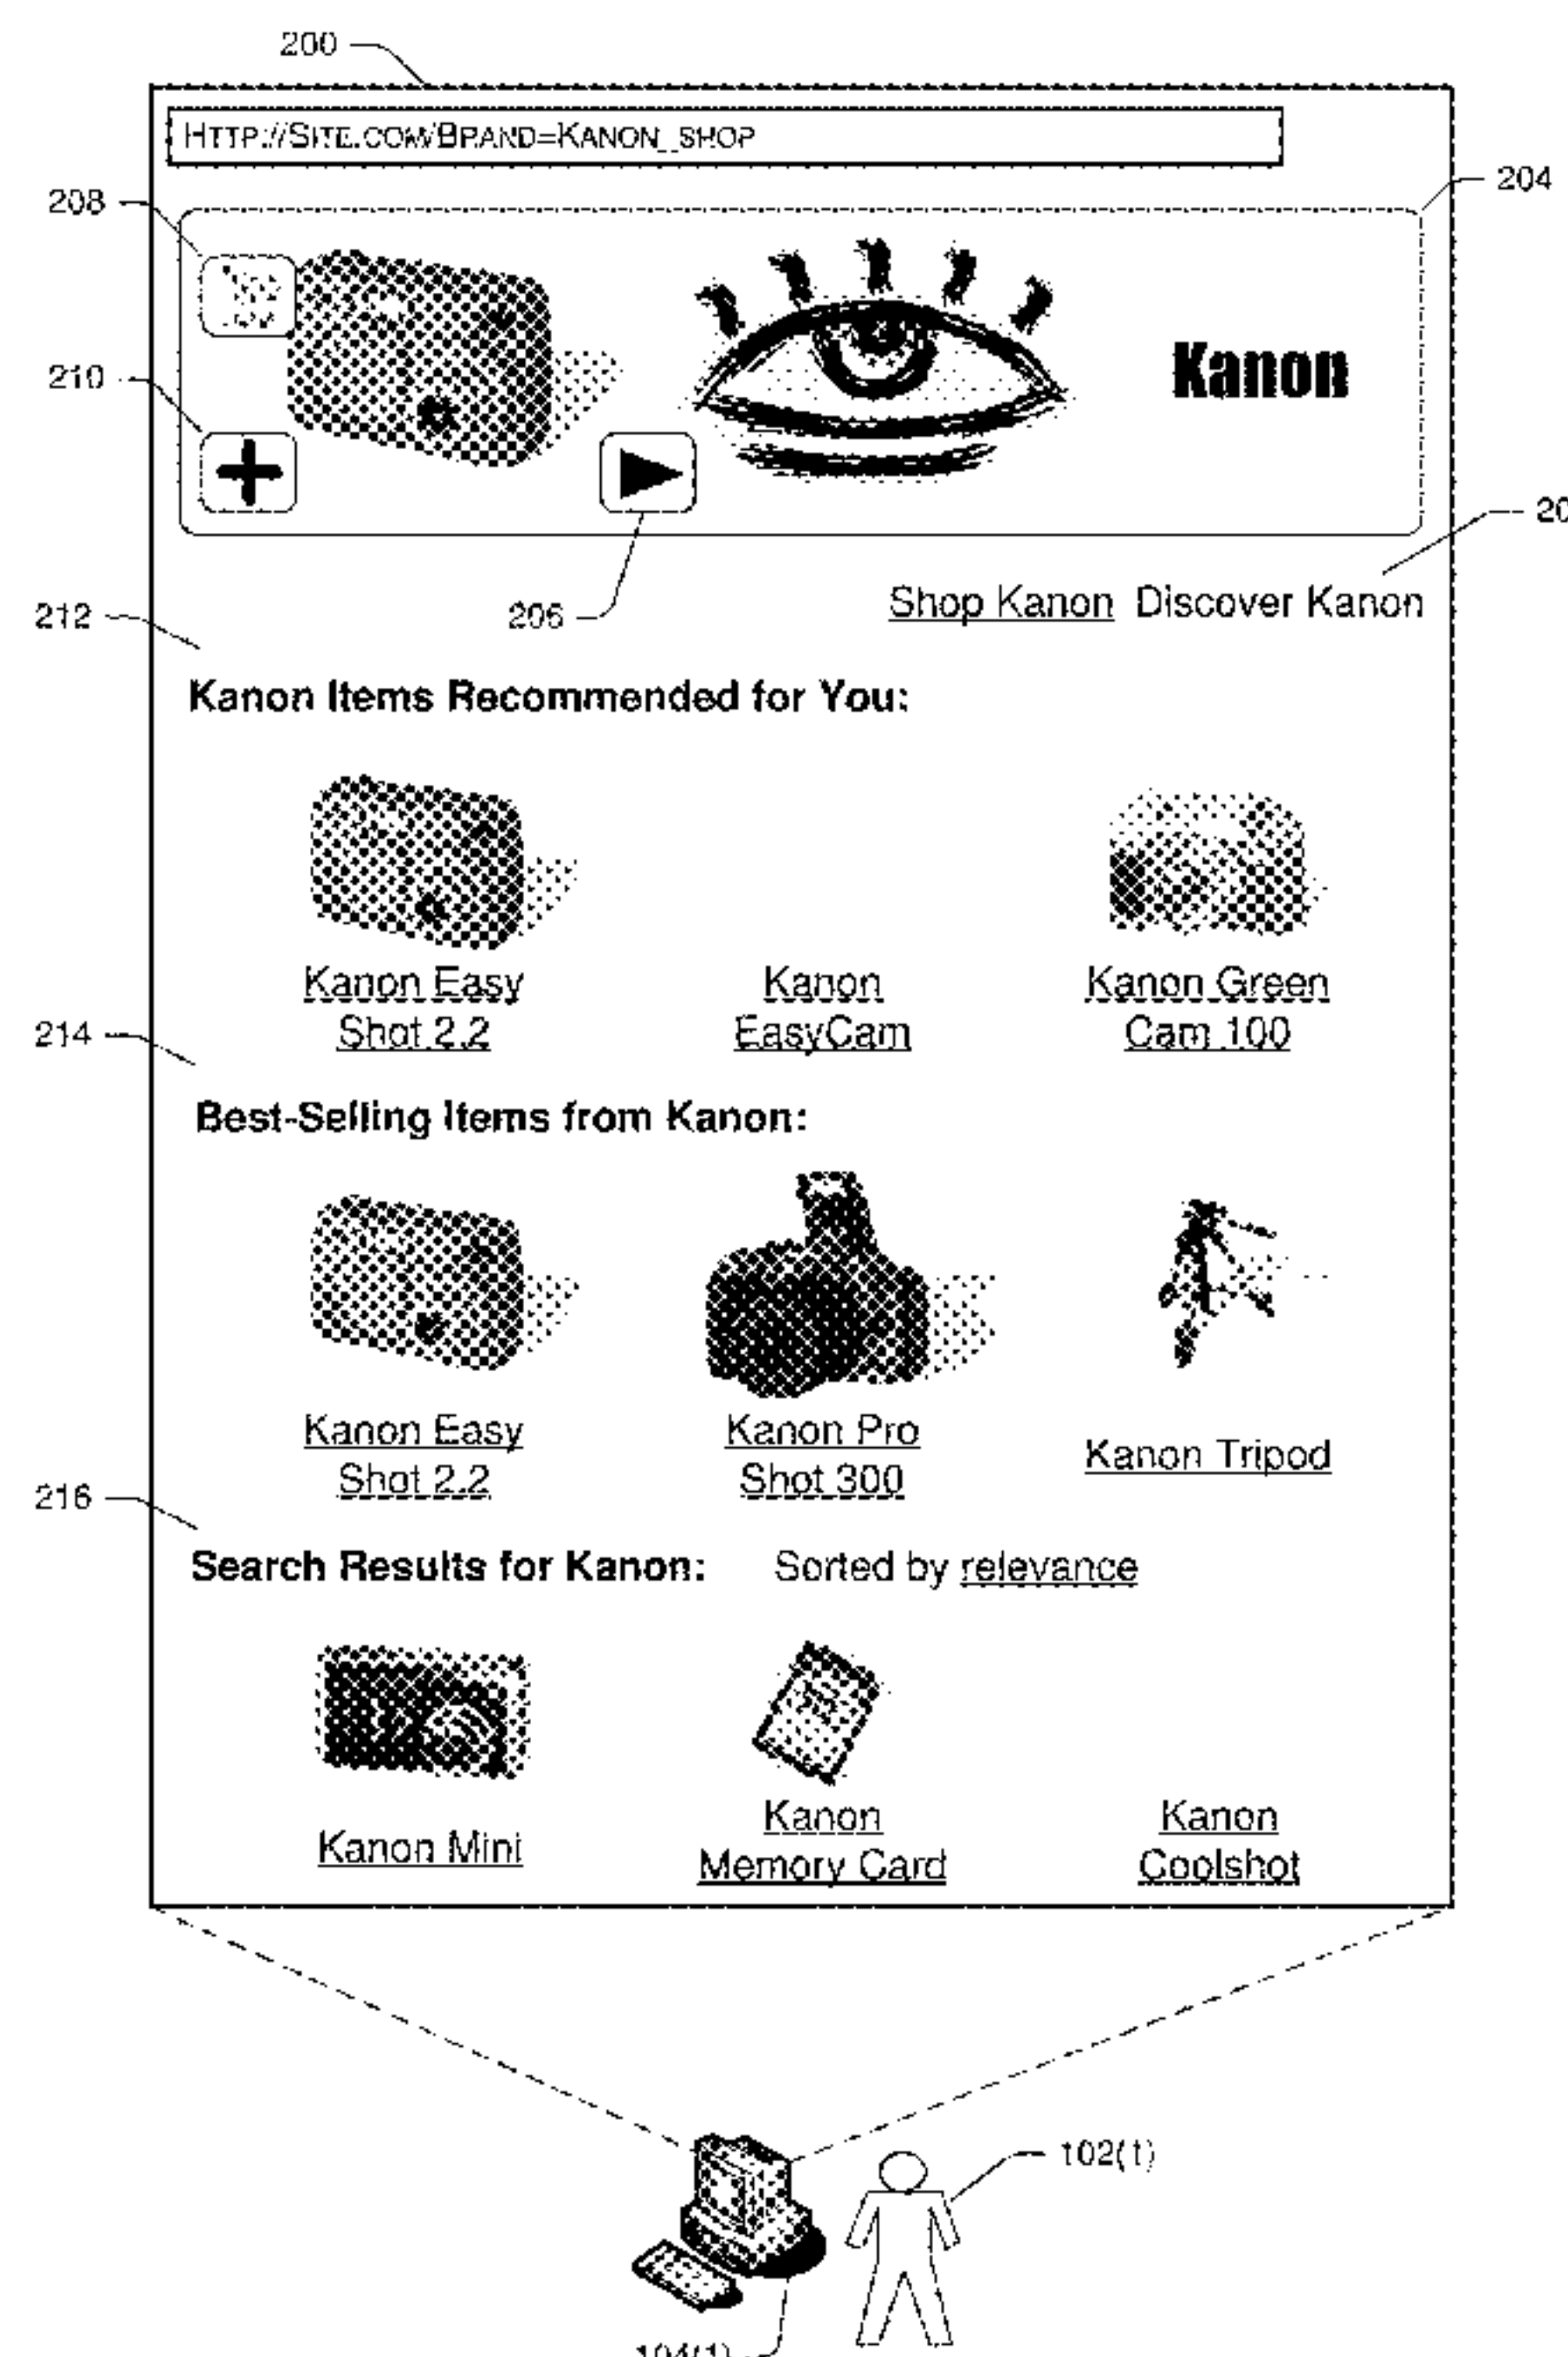 200
HTTP://SITE.COM/BRAND=KANON_SHOP
208
204
210
Kanon
206
Shop Kanon Discover Kanon
212
Kanon Items Recommended for You:
Kanon Easy Shot 2.2
Kanon EasyCam
Kanon Green Cam 100
214
Best-Selling Items from Kanon:
Kanon Easy Shot 2.2
Kanon Pro Shot 300
Kanon Tripod
216
Search Results for Kanon: Sorted by relevance
Kanon Mini
Kanon Memory Card
Kanon Coolshot
102(1)
104(1)